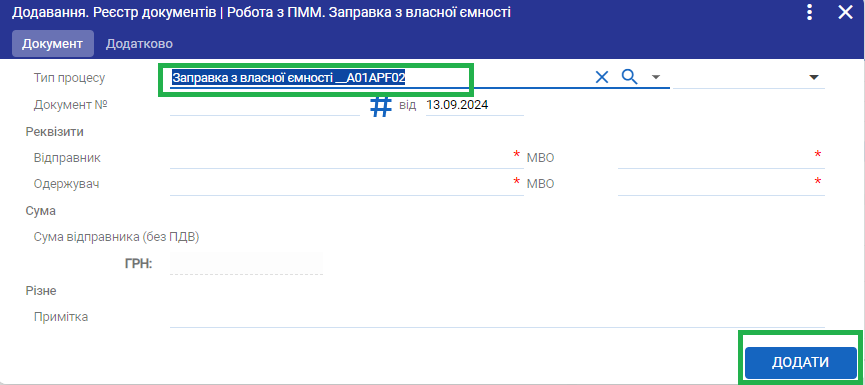 Додавання. Реєстр документів | Робота з ПММ. Заправка з власної ємності
Документ Додатково
Тип процесу Заправка з власної ємності __A01APF02
Документ № # від 13.09.2024
Реквізити
Відправник * МВО *
Одержувач * МВО *
Сума
Сума відправника (без ПДВ)
ГРН:
Різне
Примітка
ДОДАТИ